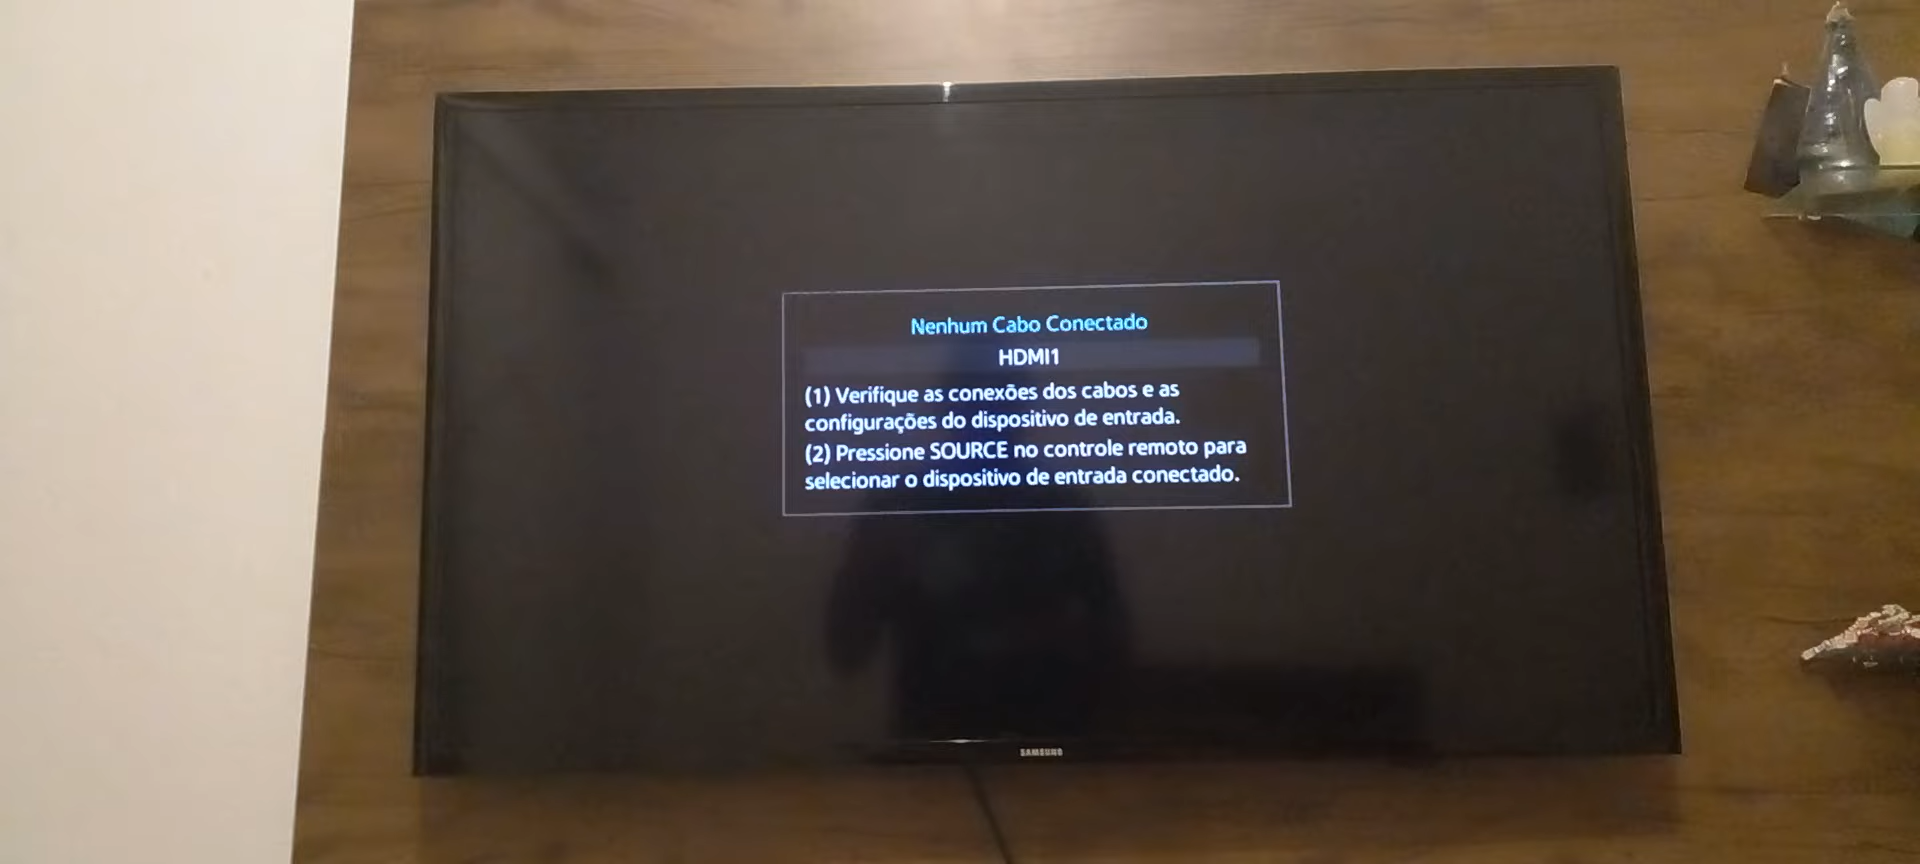 Nenhum Cabo Conectado
HDMI1
(1) Verifique as conexões dos cabos e as
configurações do dispositivo de entrada.
(2) Pressione SOURCE no controle remoto para
selecionar o dispositivo de entrada conectado.
SAMSUNG